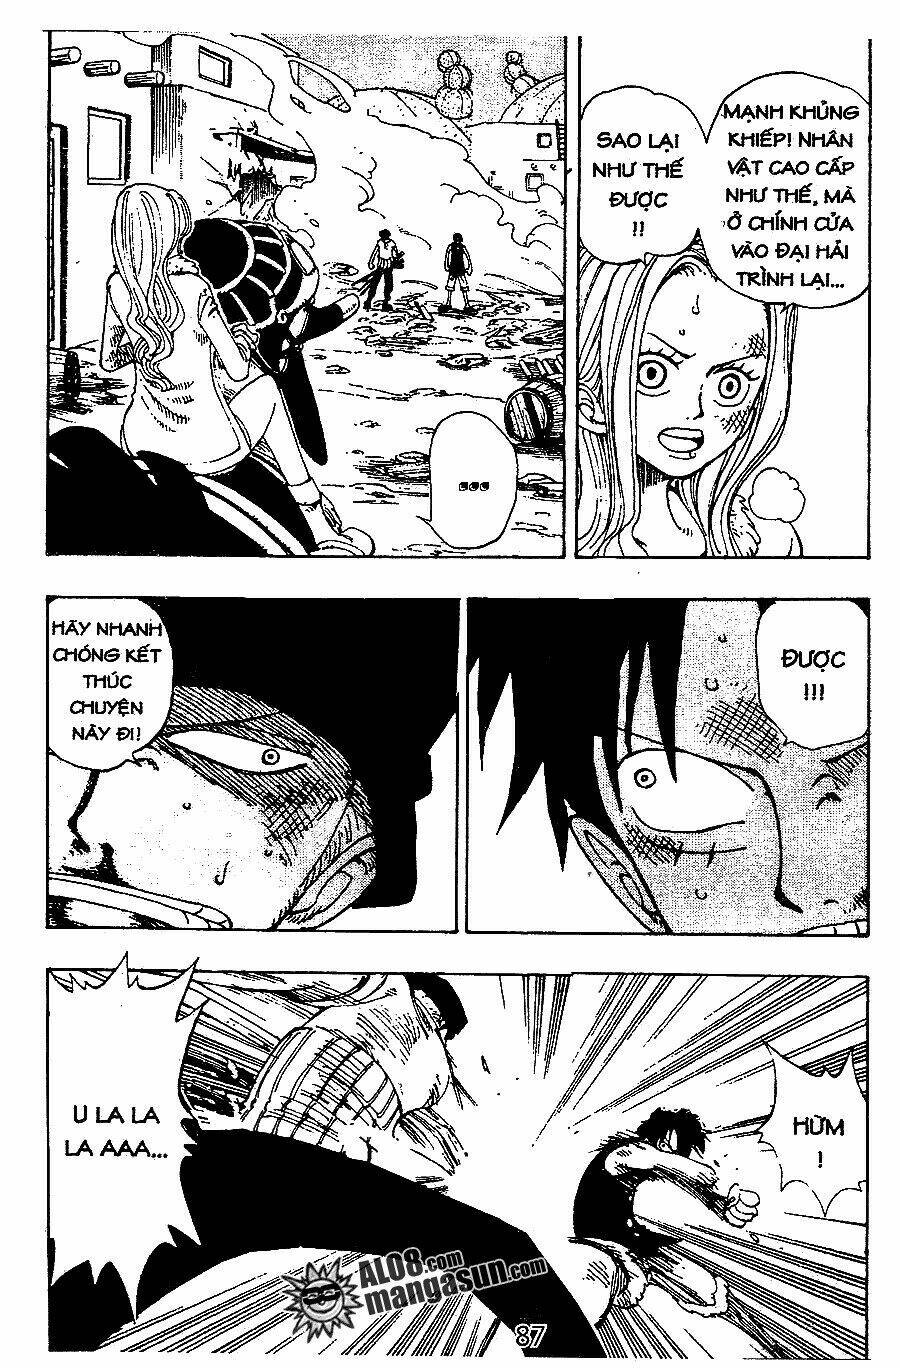 MẠNH KHỦNG
KHIẾP! NHÂN
VẬT CAO CẤP
NHƯ THẾ, MÀ
Ở CHÍNH CỬA
VÀO ĐẠI HẢI
TRÌNH LẠI...
SAO LẠI
NHƯ THẾ
ĐƯỢC
!!
...
ĐƯỢC
!!!
HÃY NHANH
CHÓNG KẾT
THÚC
CHUYỆN
NÀY ĐI!
HỪM
!
U LA LA
LA AAA...
ALO8.com
mangasun.com
87